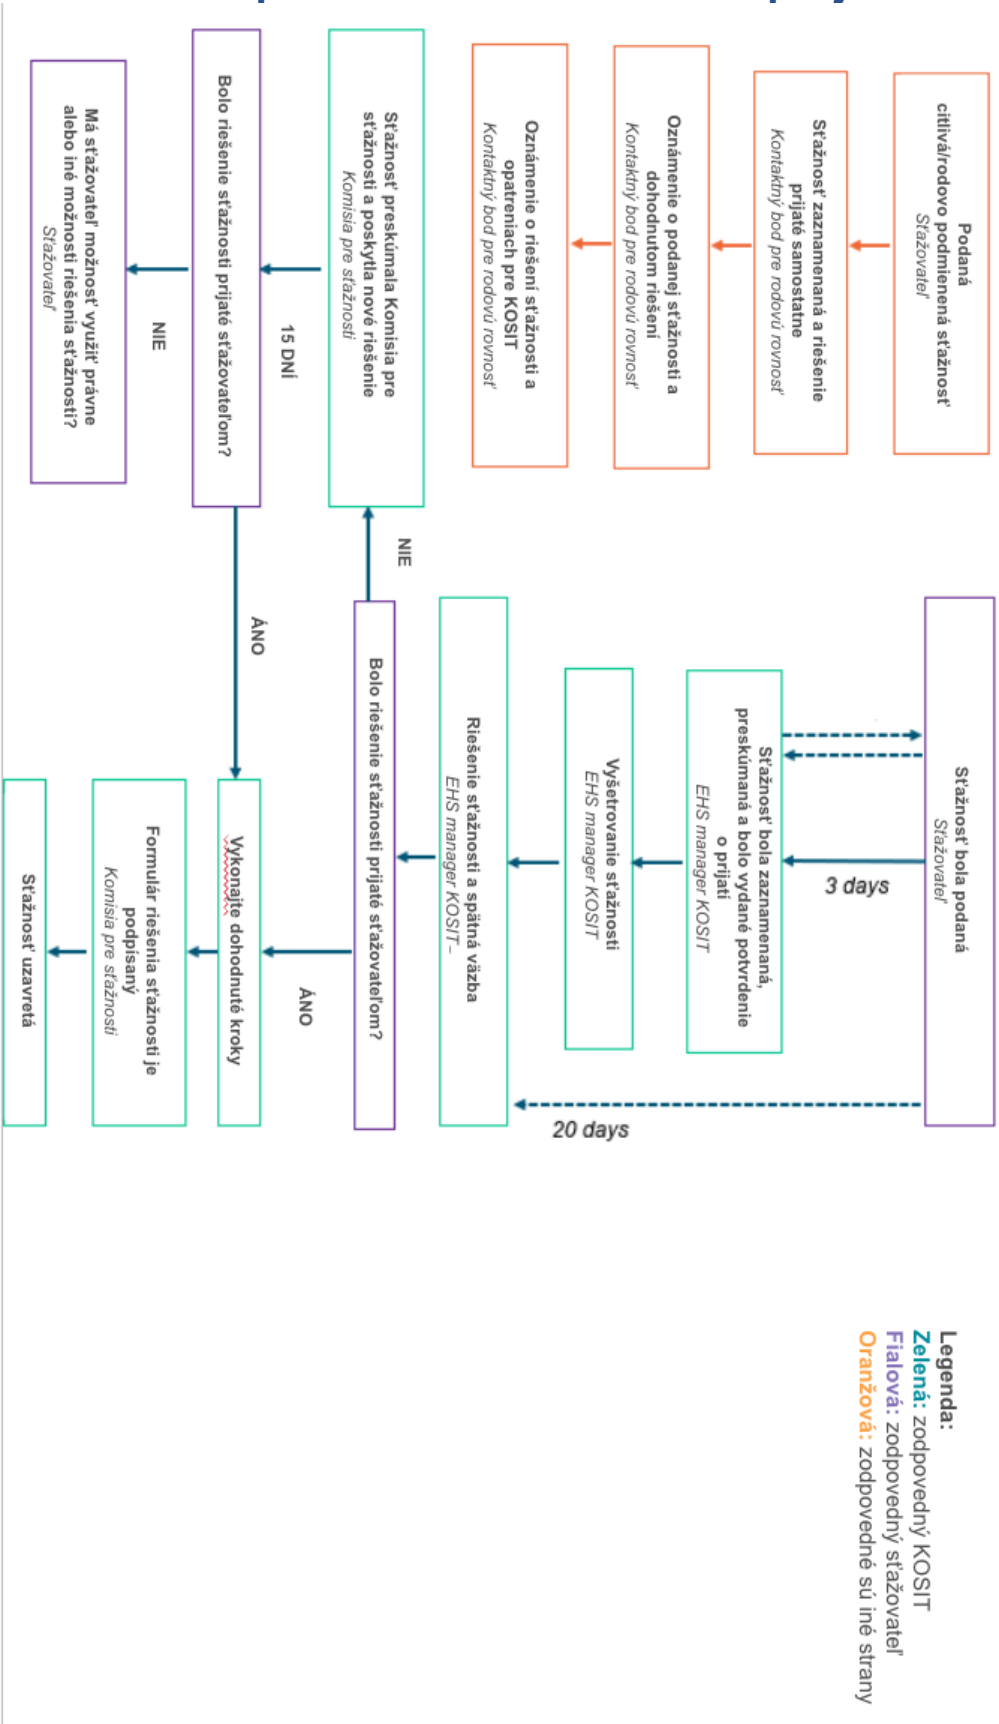 Podaná
citlivá/rodovo podmienená sťažnosť
Sťažovateľ
Sťažnosť zaznamenaná a riešenie
prijaté samostatne
Kontaktný bod pre rodovú rovnosť
Oznámenie o podanej sťažnosti a
dohodnutom riešení
Kontaktný bod pre rodovú rovnosť
Oznámenie o riešení sťažnosti a
opatreniach pre KOSIT
Kontaktný bod pre rodovú rovnosť
Sťažnosť preskúmala Komisia pre
sťažnosti a poskytla nové riešenie
Komisia pre sťažnosti
15 DNÍ
Bolo riešenie sťažnosti prijaté sťažovateľom?
NIE
Má sťažovateľ možnosť využiť právne
alebo iné možnosti riešenia sťažnosti?
Sťažovateľ
Sťažnosť bola podaná
Sťažovateľ
3 days
Sťažnosť bola zaznamenaná,
preskúmaná a bolo vydané potvrdenie
o prijatí
EHS manager KOSIT
Vyšetrovanie sťažnosti
EHS manager KOSIT
20 days
Riešenie sťažnosti a spätná väzba
EHS manager KOSIT–
NIE
Bolo riešenie sťažnosti prijaté sťažovateľom?
ÁNO
ÁNO
Vykonajte dohodnuté kroky
Formulár riešenia sťažnosti je
podpísaný
Komisia pre sťažnosti
Sťažnosť uzavretá
Legenda:
Zelená: zodpovedný KOSIT
Fialová: zodpovedný sťažovateľ
Oranžová: zodpovedné sú iné strany